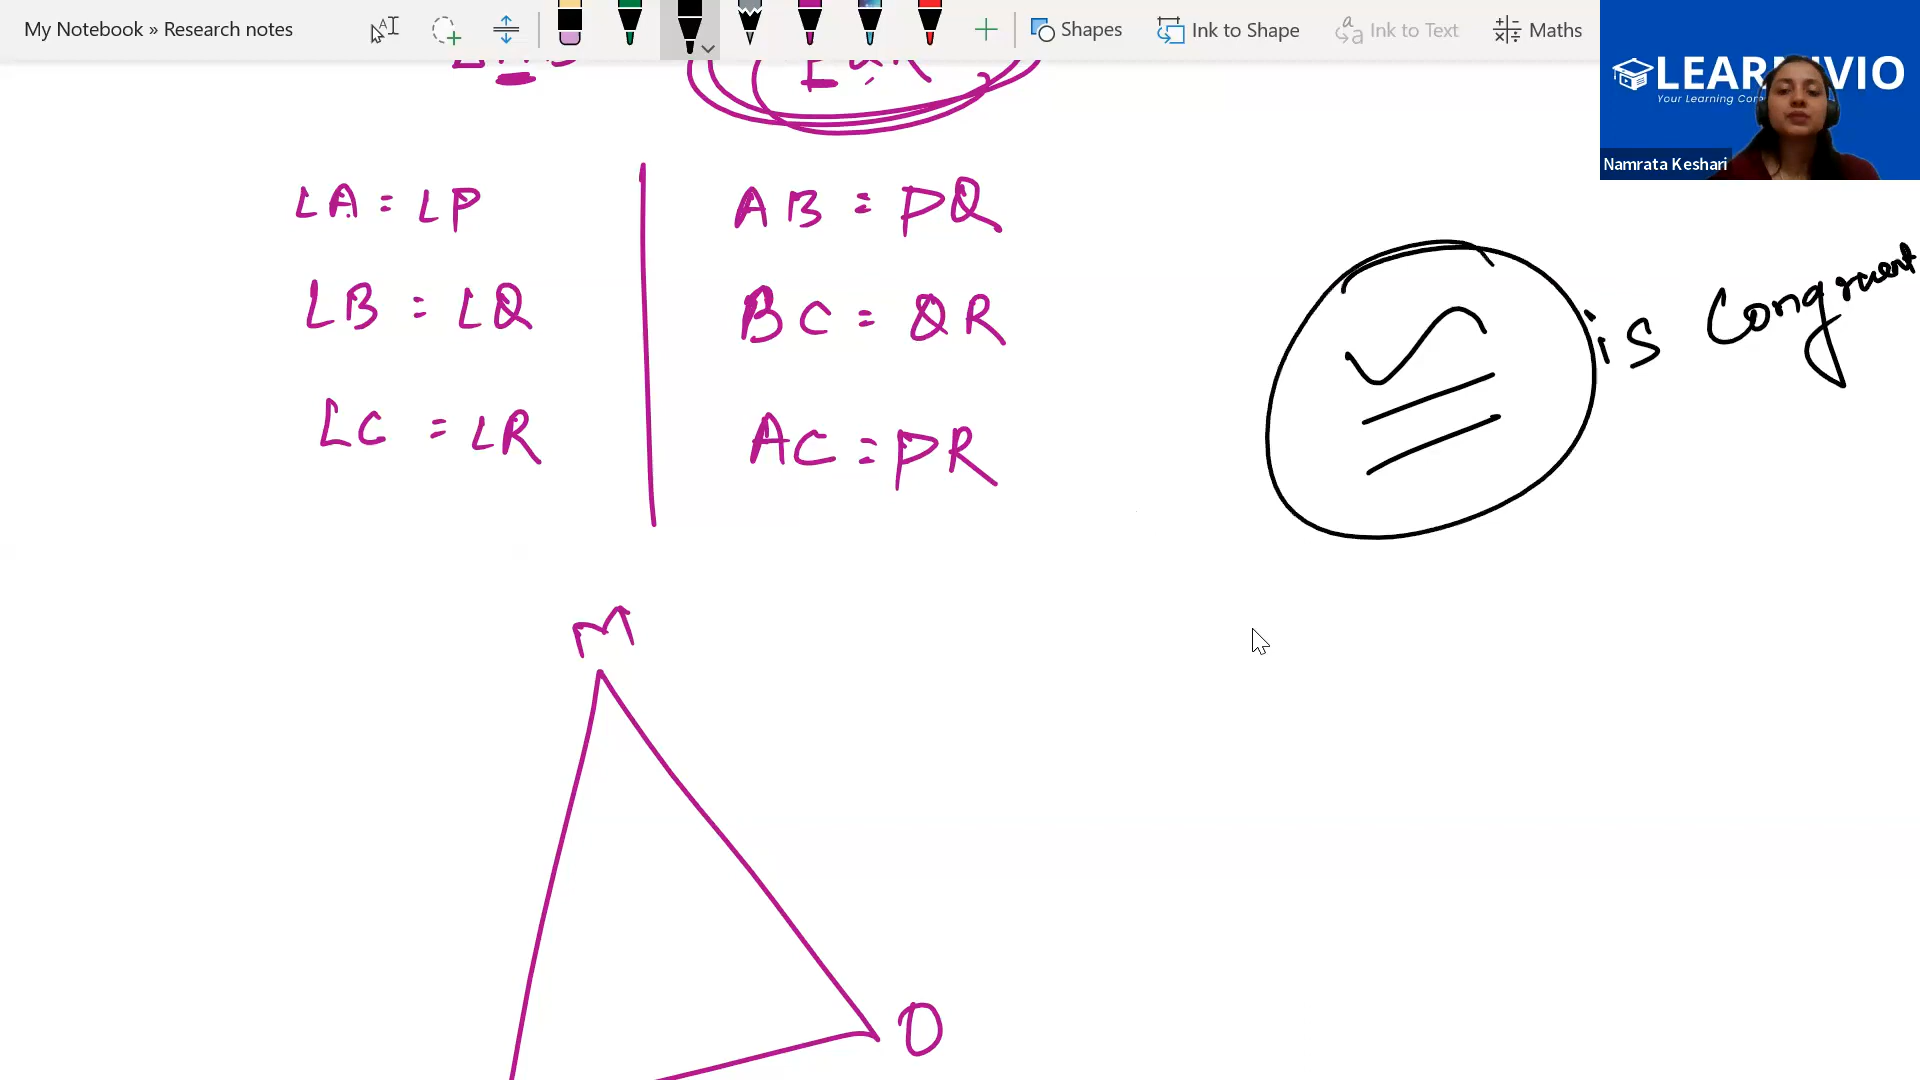 My Notebook » Research notes
Shapes
Ink to Shape
Ink to Text
Maths
LEARNVIO
Namrata Keshari
∠A = ∠P
AB = PQ
∠B = ∠Q
BC = QR
∠C = ∠R
AC = PR
≅ is Congruent
M
O